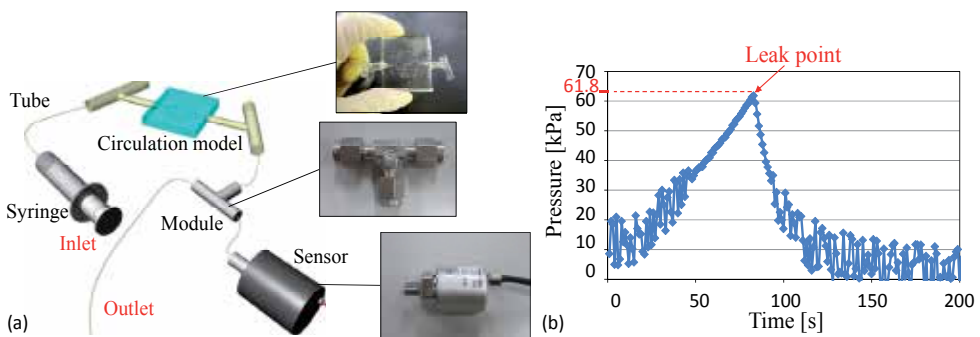 Tube
Circulation model
Syringe
Inlet
Module
Sensor
Outlet
(a)
Leak point
70
61.8
60
50
40
30
20
10
0
Pressure [kPa]
0 50 100 150 200
Time [s]
(b)